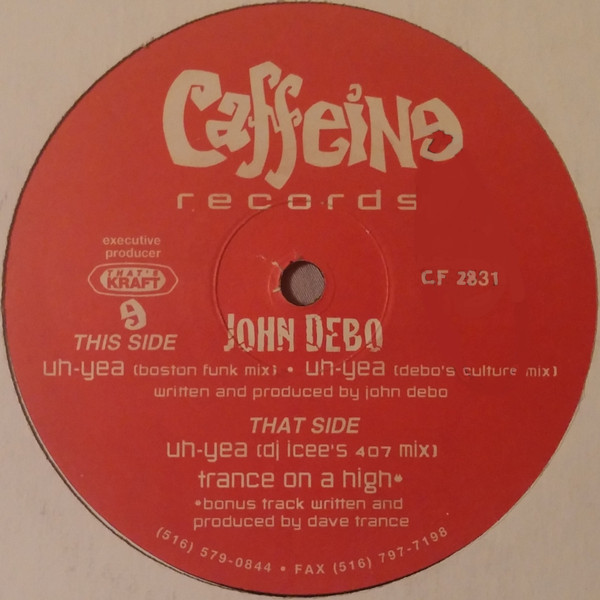 Caffeine
records
executive
producer
THAT'S
KRAFT
CF 2831
e
THIS SIDE
JOHN DEBO
uh-yea (boston funk mix) • uh-yea (debo's culture mix)
written and produced by john debo
THAT SIDE
uh-yea (dj icee's 407 mix)
trance on a high*
*bonus track written and
produced by dave trance
(516) 579-0844 • FAX (516) 797-7198